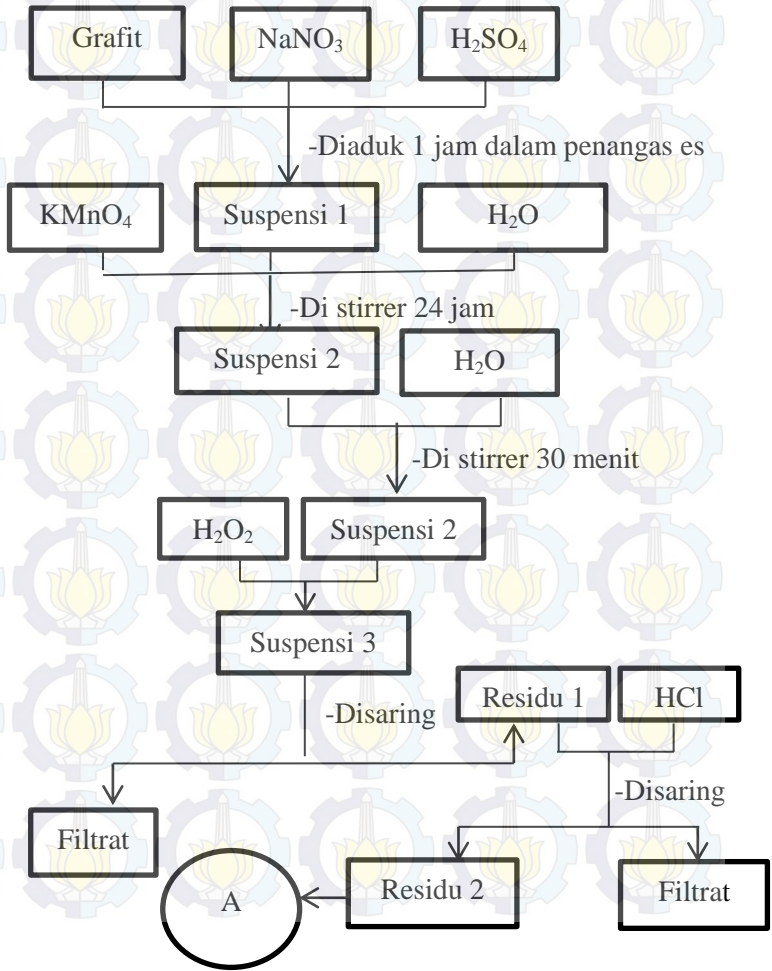 Grafit
NaNO₃
H₂SO₄
-Diaduk 1 jam dalam penangas es
KMnO₄
Suspensi 1
H₂O
-Di stirrer 24 jam
Suspensi 2
H₂O
-Di stirrer 30 menit
H₂O₂
Suspensi 2
Suspensi 3
-Disaring
Residu 1
HCl
-Disaring
Filtrat
A
Residu 2
Filtrat